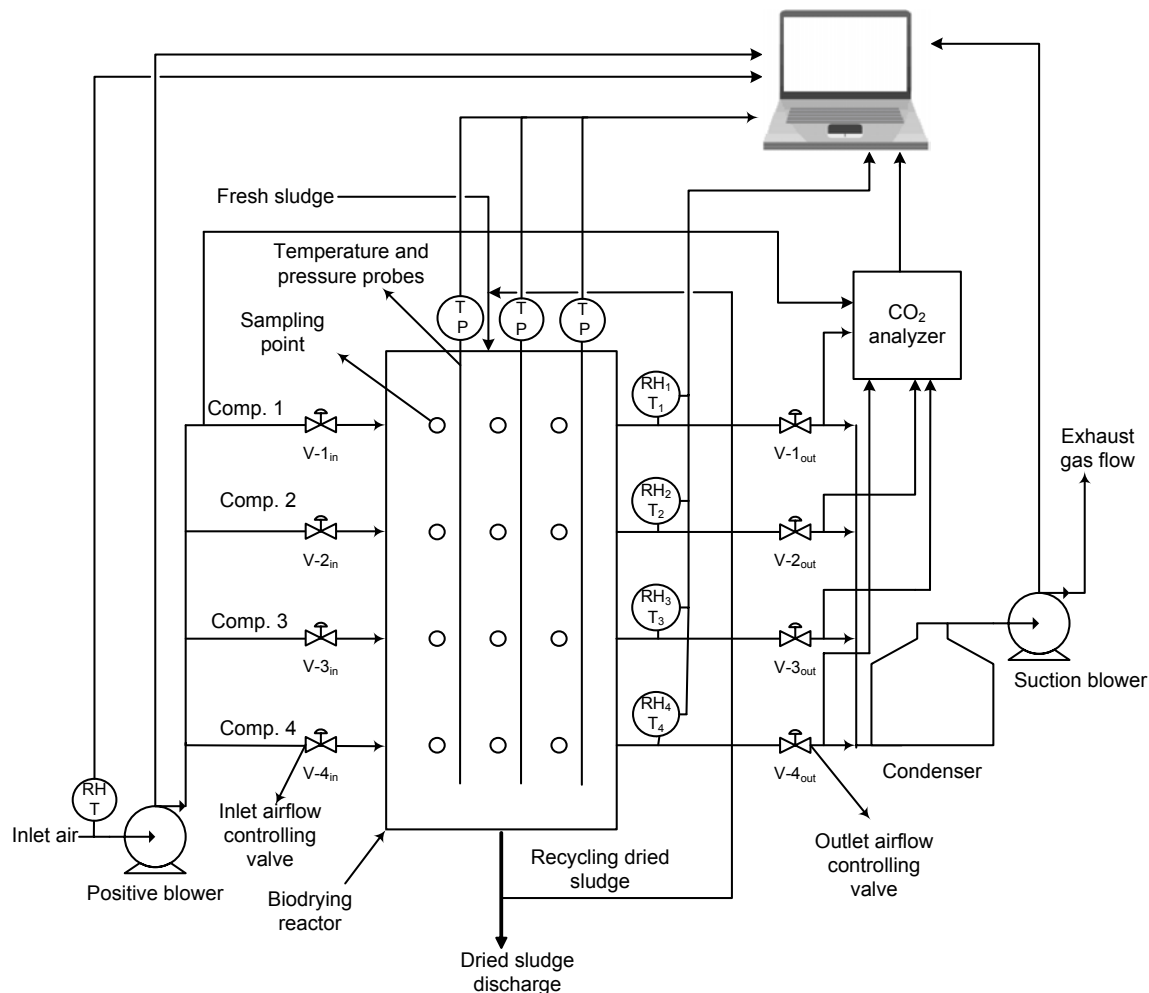 Fresh sludge
Temperature and
pressure probes
Sampling
point
T
P
T
P
T
P
CO₂
analyzer
Comp. 1
V-1in
RH₁
T₁
V-1out
Exhaust
gas flow
Comp. 2
V-2in
RH₂
T₂
V-2out
Comp. 3
V-3in
RH₃
T₃
V-3out
Suction blower
Comp. 4
V-4in
RH₄
T₄
V-4out
Condenser
RH
T
Inlet air
Positive blower
Inlet airflow
controlling
valve
Biodrying
reactor
Recycling dried
sludge
Outlet airflow
controlling
valve
Dried sludge
discharge